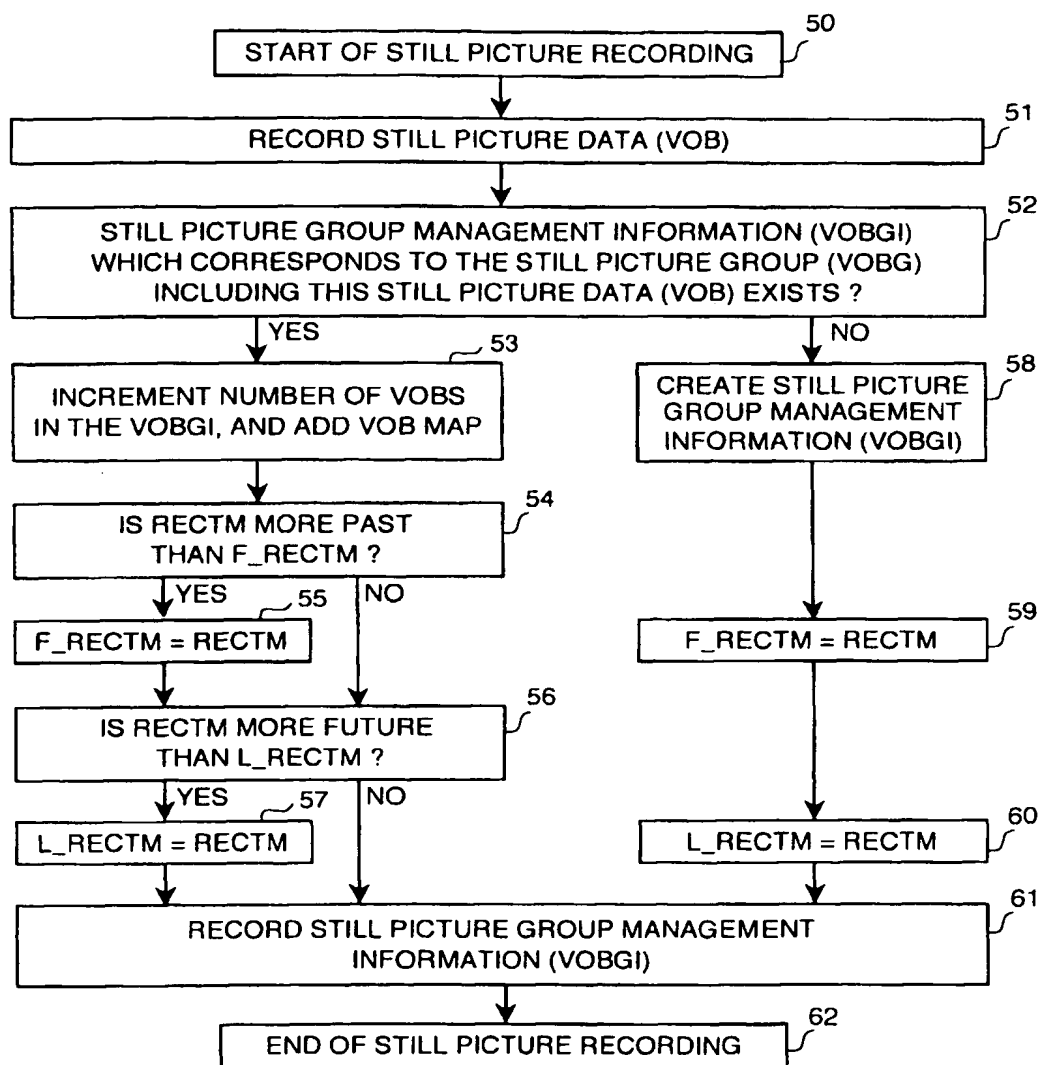 50
START OF STILL PICTURE RECORDING
51
RECORD STILL PICTURE DATA (VOB)
52
STILL PICTURE GROUP MANAGEMENT INFORMATION (VOBGI)
WHICH CORRESPONDS TO THE STILL PICTURE GROUP (VOBG)
INCLUDING THIS STILL PICTURE DATA (VOB) EXISTS ?
YES
NO
53
INCREMENT NUMBER OF VOBS
IN THE VOBGI, AND ADD VOB MAP
58
CREATE STILL PICTURE
GROUP MANAGEMENT
INFORMATION (VOBGI)
54
IS RECTM MORE PAST
THAN F_RECTM ?
YES
NO
55
F_RECTM = RECTM
59
F_RECTM = RECTM
56
IS RECTM MORE FUTURE
THAN L_RECTM ?
YES
NO
57
L_RECTM = RECTM
60
L_RECTM = RECTM
61
RECORD STILL PICTURE GROUP MANAGEMENT
INFORMATION (VOBGI)
62
END OF STILL PICTURE RECORDING